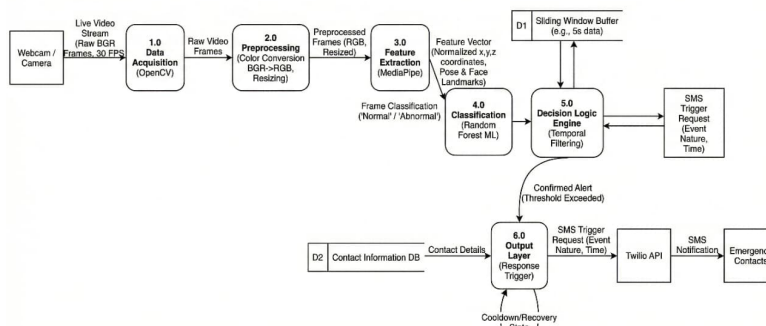 Live Video
Stream
(Raw BGR
Frames, 30 FPS)
Webcam /
Camera
1.0
Data
Acquisition
(OpenCV)
Raw Video
Frames
2.0
Preprocessing
(Color Conversion
BGR->RGB,
Resizing)
Preprocessed
Frames (RGB,
Resized)
3.0
Feature
Extraction
(MediaPipe)
Feature Vector
(Normalized x,y,z
coordinates,
Pose & Face
Landmarks)
D1
Sliding Window Buffer
(e.g., 5s data)
Frame Classification
('Normal' / 'Abnormal')
4.0
Classification
(Random
Forest ML)
5.0
Decision Logic
Engine
(Temporal
Filtering)
SMS
Trigger
Request
(Event
Nature,
Time)
Confirmed Alert
(Threshold Exceeded)
D2
Contact Information DB
Contact Details
6.0
Output
Layer
(Response
Trigger)
SMS Trigger
Request (Event
Nature, Time)
Twilio API
SMS
Notification
Emergenc
Contacts
Cooldown/Recovery